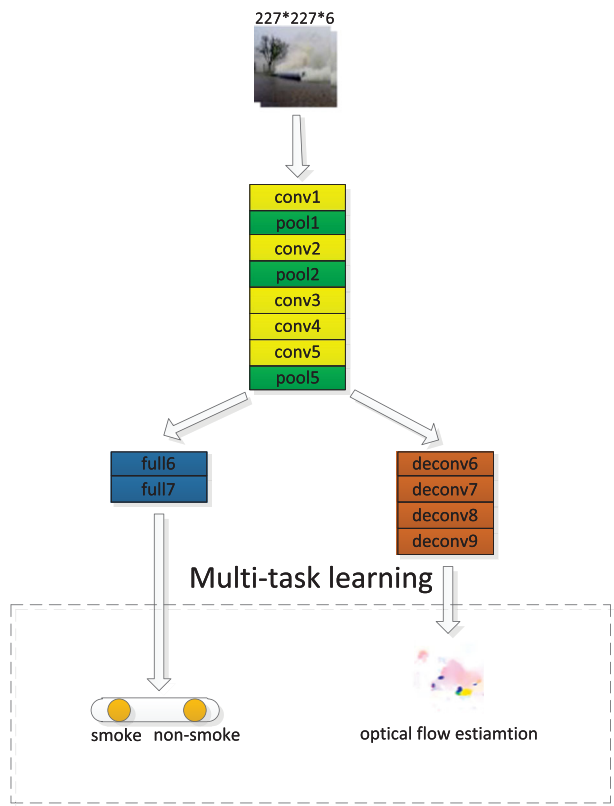 227*227*6
conv1
pool1
conv2
pool2
conv3
conv4
conv5
pool5
full6
full7
deconv6
deconv7
deconv8
deconv9
Multi-task learning
smoke non-smoke
optical flow estiamtion